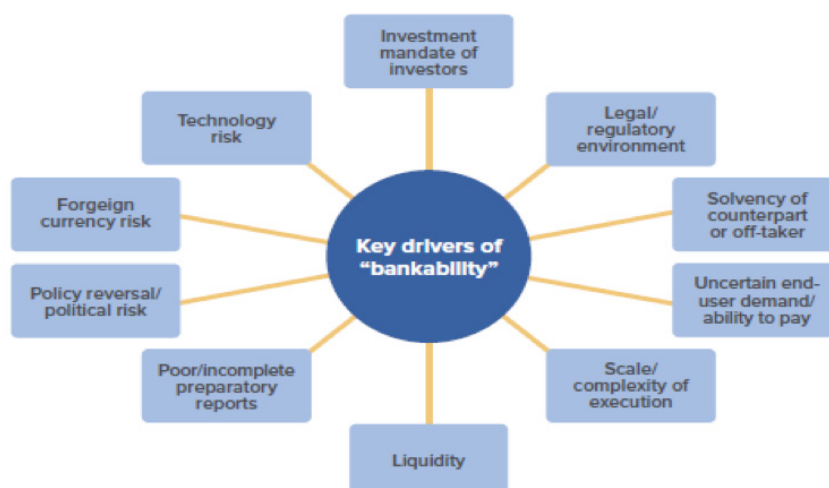 Investment
mandate of
investors
Technology
risk
Legal/
regulatory
environment
Forgeign
currency risk
Key drivers of
“bankability”
Solvency of
counterpart
or off-taker
Policy reversal/
political risk
Uncertain end-
user demand/
ability to pay
Poor/incomplete
preparatory
reports
Scale/
complexity of
execution
Liquidity